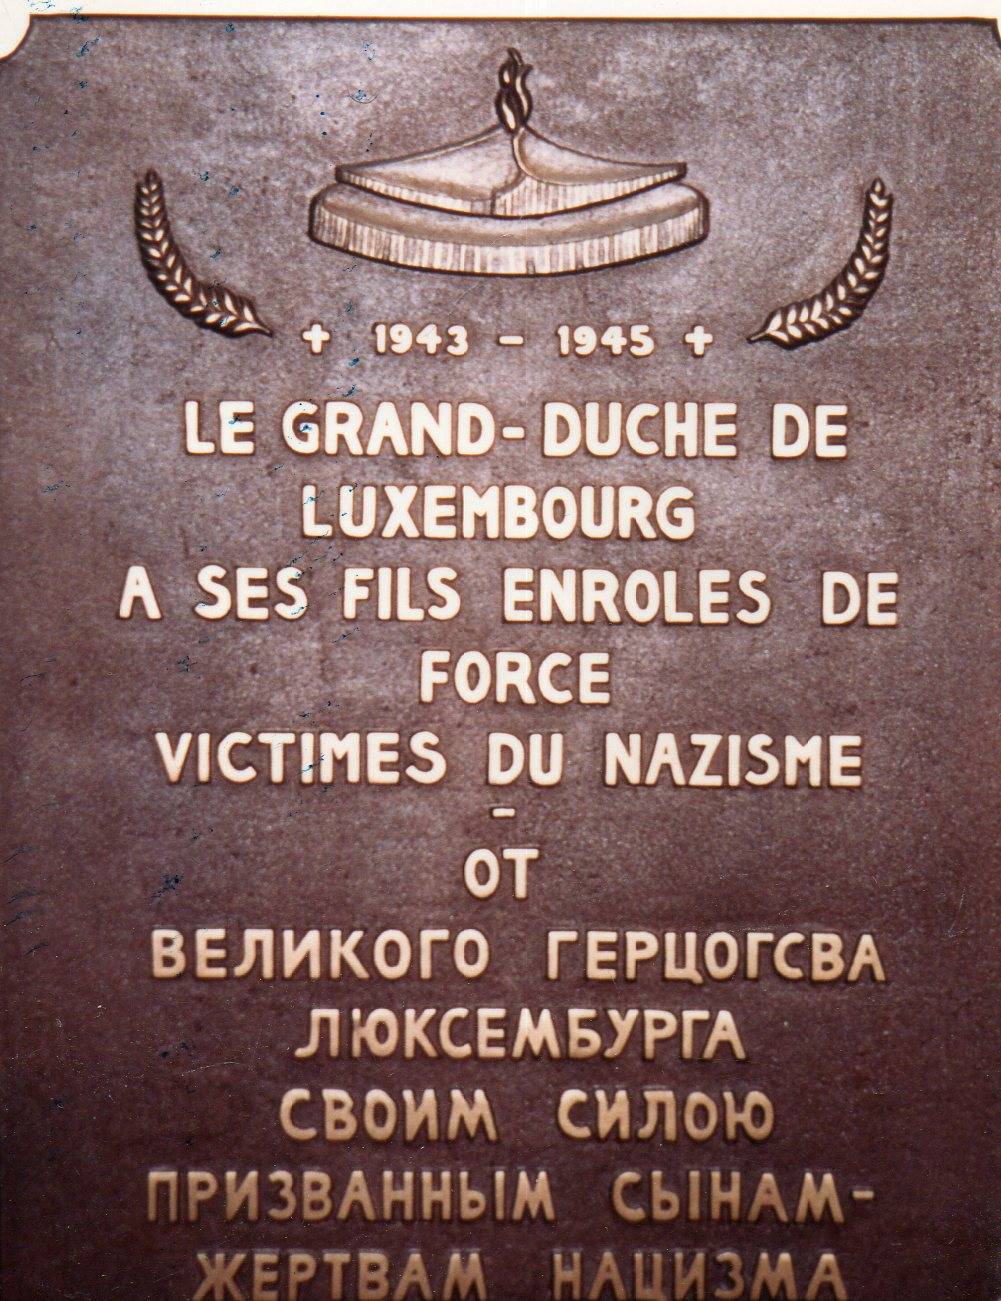 + 1943 - 1945 +
LE GRAND-DUCHE DE
LUXEMBOURG
A SES FILS ENROLES DE
FORCE
VICTIMES DU NAZISME
-
ОТ
ВЕЛИКОГО ГЕРЦОГСВА
ЛЮКСЕМБУРГА
СВОИМ СИЛОЮ
ПРИЗВАННЫМ СЫНАМ-
ЖЕРТВАМ НАЦИЗМА